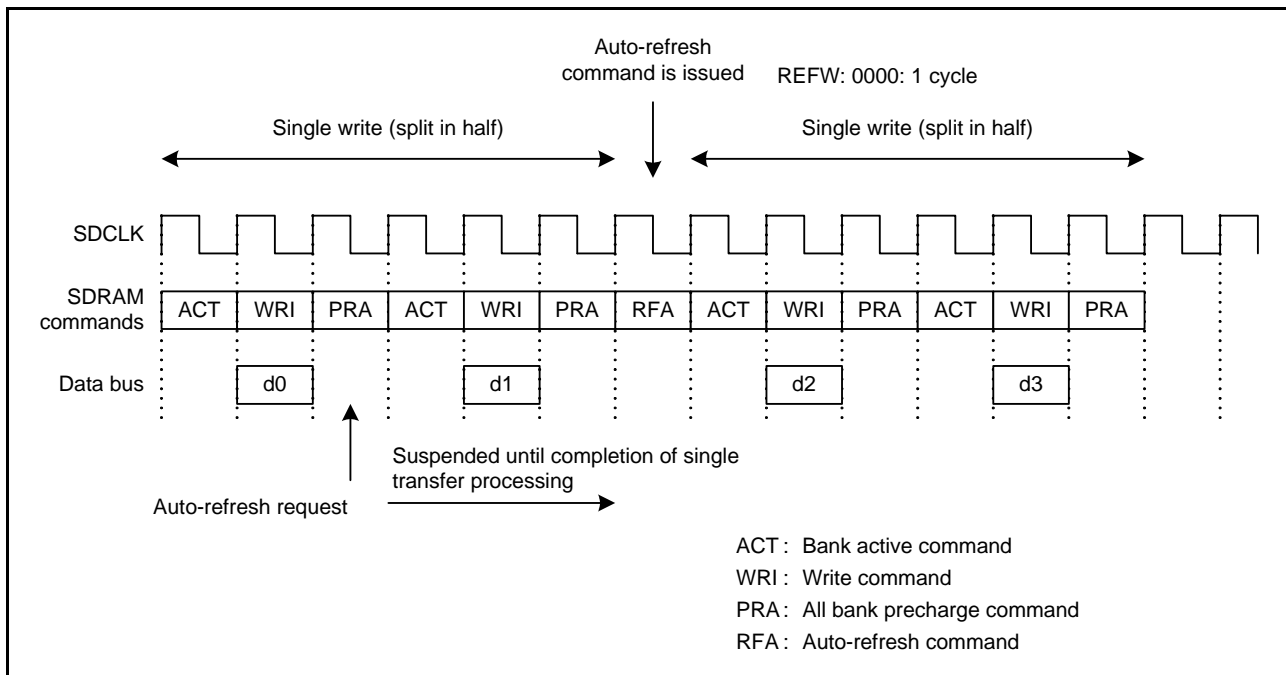 Auto-refresh
command is issued
REFW: 0000: 1 cycle
Single write (split in half)
Single write (split in half)
SDCLK
SDRAM
commands
ACT WRI PRA ACT WRI PRA RFA ACT WRI PRA ACT WRI PRA
Data bus
d0 d1 d2 d3
Suspended until completion of single
transfer processing
Auto-refresh request
ACT : Bank active command
WRI : Write command
PRA : All bank precharge command
RFA : Auto-refresh command